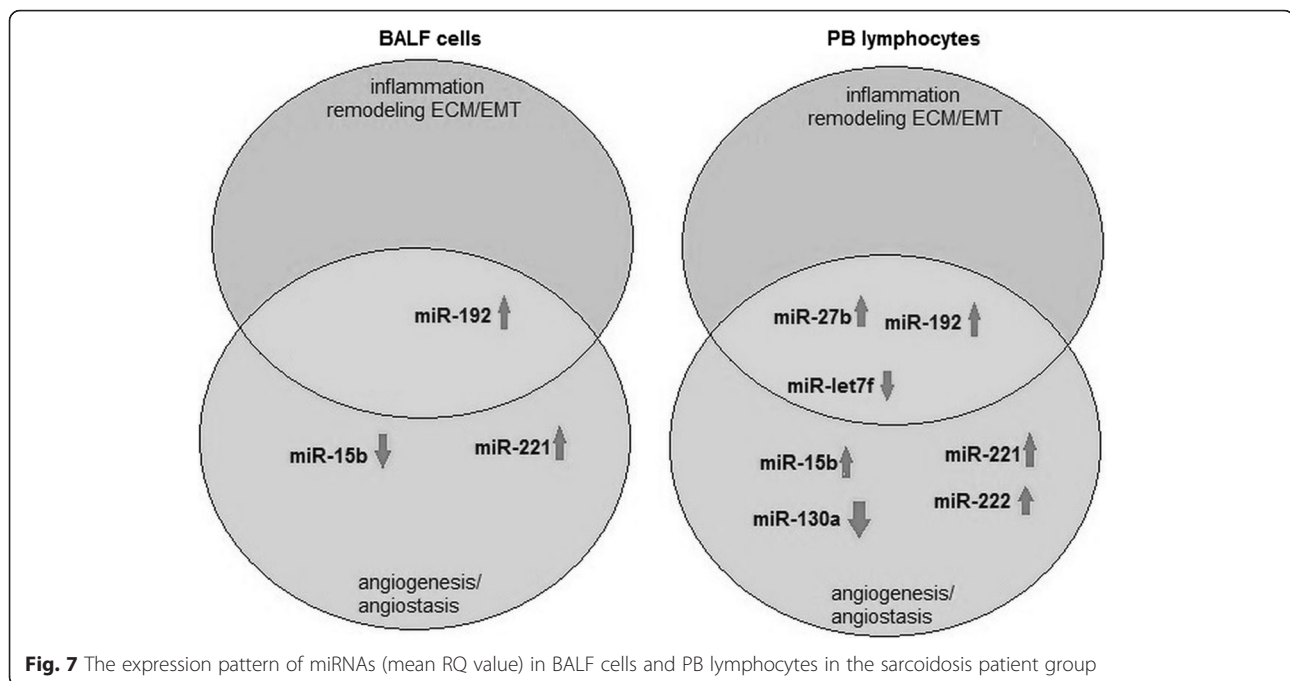 BALF cells
inflammation
remodeling ECM/EMT
miR-192
miR-15b
miR-221
angiogenesis/
angiostasis
PB lymphocytes
inflammation
remodeling ECM/EMT
miR-27b
miR-192
miR-let7f
miR-15b
miR-221
miR-130a
miR-222
angiogenesis/
angiostasis
Fig. 7 The expression pattern of miRNAs (mean RQ value) in BALF cells and PB lymphocytes in the sarcoidosis patient group